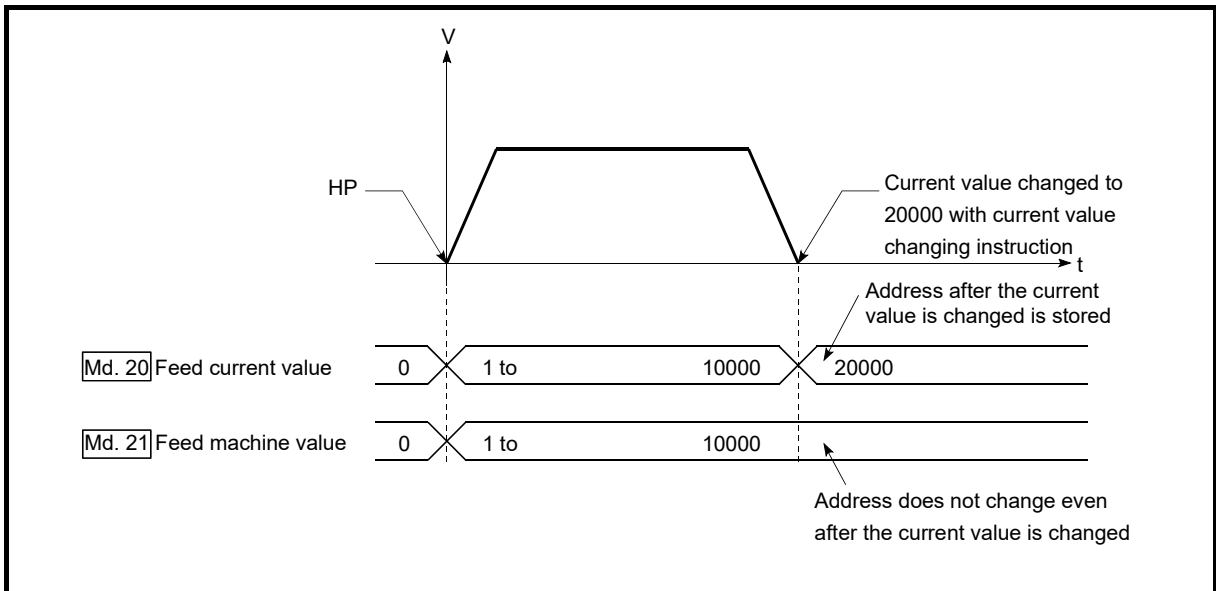 V
HP
Current value changed to
20000 with current value
changing instruction
t
Address after the current
value is changed is stored
Md. 20 Feed current value
0
1 to
10000
20000
Md. 21 Feed machine value
0
1 to
10000
Address does not change even
after the current value is changed